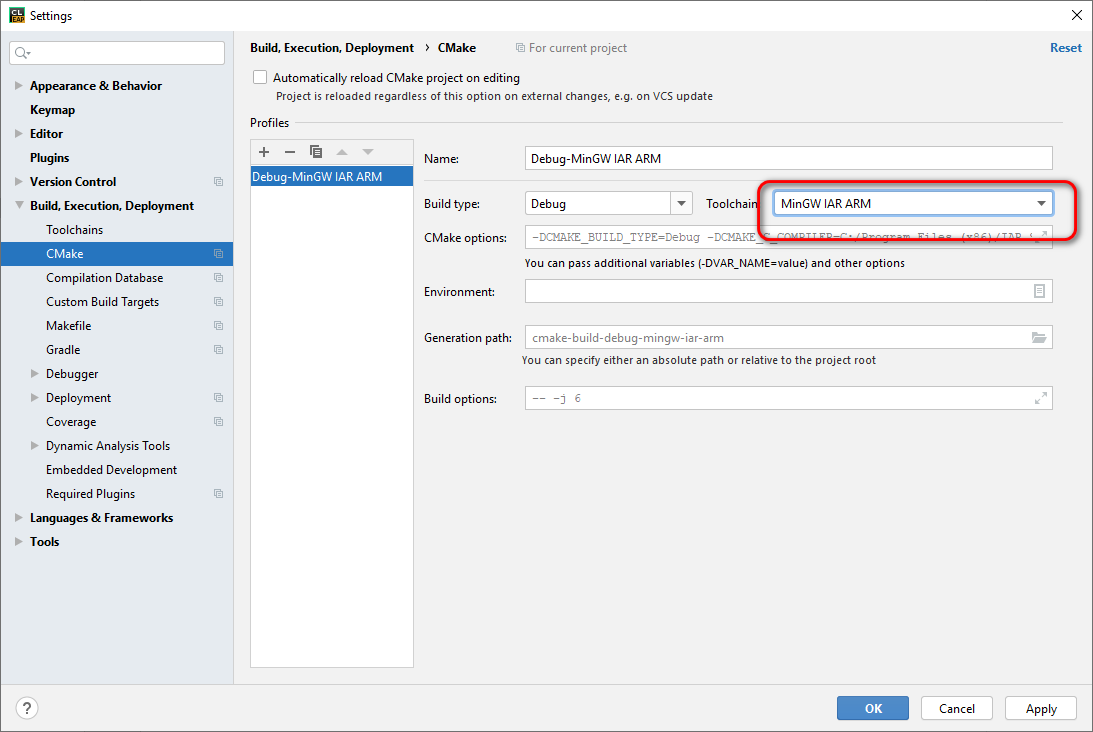 CL EAP
Settings
Build, Execution, Deployment › CMake For current project Reset
Automatically reload CMake project on editing
Project is reloaded regardless of this option on external changes, e.g. on VCS update
Appearance & Behavior
Keymap
Editor
Plugins
Version Control
Build, Execution, Deployment
Toolchains
CMake
Compilation Database
Custom Build Targets
Makefile
Gradle
Debugger
Deployment
Coverage
Dynamic Analysis Tools
Embedded Development
Required Plugins
Languages & Frameworks
Tools
Profiles
Debug-MinGW IAR ARM
Name: Debug-MinGW IAR ARM
Build type: Debug Toolchain MinGW IAR ARM
CMake options: -DCMAKE_BUILD_TYPE=Debug -DCMAKE_C_COMPILER=C:/Program Files (x86)/IAR
You can pass additional variables (-DVAR_NAME=value) and other options
Environment:
Generation path: cmake-build-debug-mingw-iar-arm
You can specify either an absolute path or relative to the project root
Build options: -- -j 6
? OK Cancel Apply